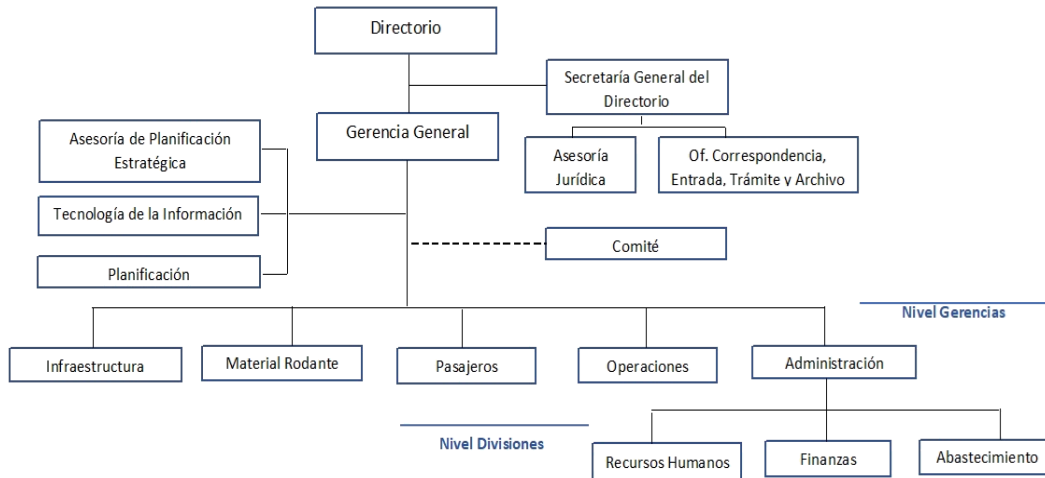 Directorio
Secretaría General del
Directorio
Gerencia General
Asesoría de Planificación
Estratégica
Asesoría
Jurídica
Of. Correspondencia,
Entrada, Trámite y Archivo
Tecnología de la Información
Comité
Planificación
Nivel Gerencias
Infraestructura
Material Rodante
Pasajeros
Operaciones
Administración
Nivel Divisiones
Recursos Humanos
Finanzas
Abastecimiento